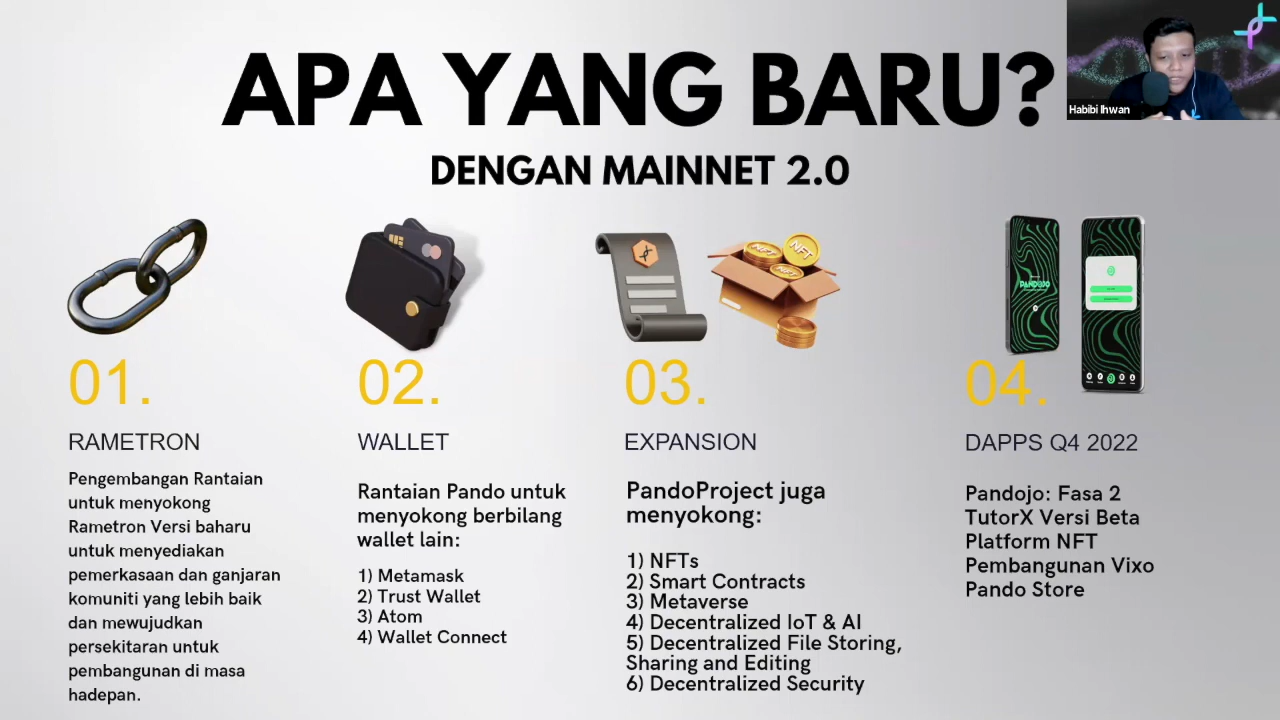 APA YANG BARU?
DENGAN MAINNET 2.0
Habibi Ihwan
01.
RAMETRON
Pengembangan Rantaian
untuk menyokong
Rametron Versi baharu
untuk menyediakan
pemerkasaan dan ganjaran
komuniti yang lebih baik
dan mewujudkan
persekitaran untuk
pembangunan di masa
hadepan.
02.
WALLET
Rantaian Pando untuk
menyokong berbilang
wallet lain:
1) Metamask
2) Trust Wallet
3) Atom
4) Wallet Connect
NFT
NFT
NFT
03.
EXPANSION
PandoProject juga
menyokong:
1) NFTs
2) Smart Contracts
3) Metaverse
4) Decentralized IoT & AI
5) Decentralized File Storing,
Sharing and Editing
6) Decentralized Security
PANDOJO
04.
DAPPS Q4 2022
Pandojo: Fasa 2
TutorX Versi Beta
Platform NFT
Pembangunan Vixo
Pando Store